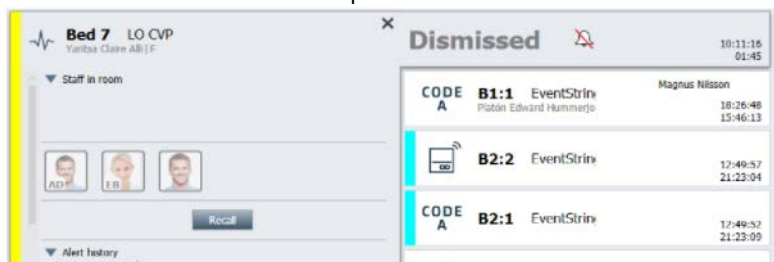 Bed 7 LO CVP
Yaritsa Claire Alli | F
×
Staff in room
AD
EB
Recall
Alert history
Dismissed
10:11:16
01:45
CODE A
B1:1 EventStrin
Platón Edward Hummerjo
Magnus Nilsson
18:26:48
15:46:13
B2:2 EventStrin
12:49:57
21:23:04
CODE A
B2:1 EventStrin
12:49:52
21:23:09